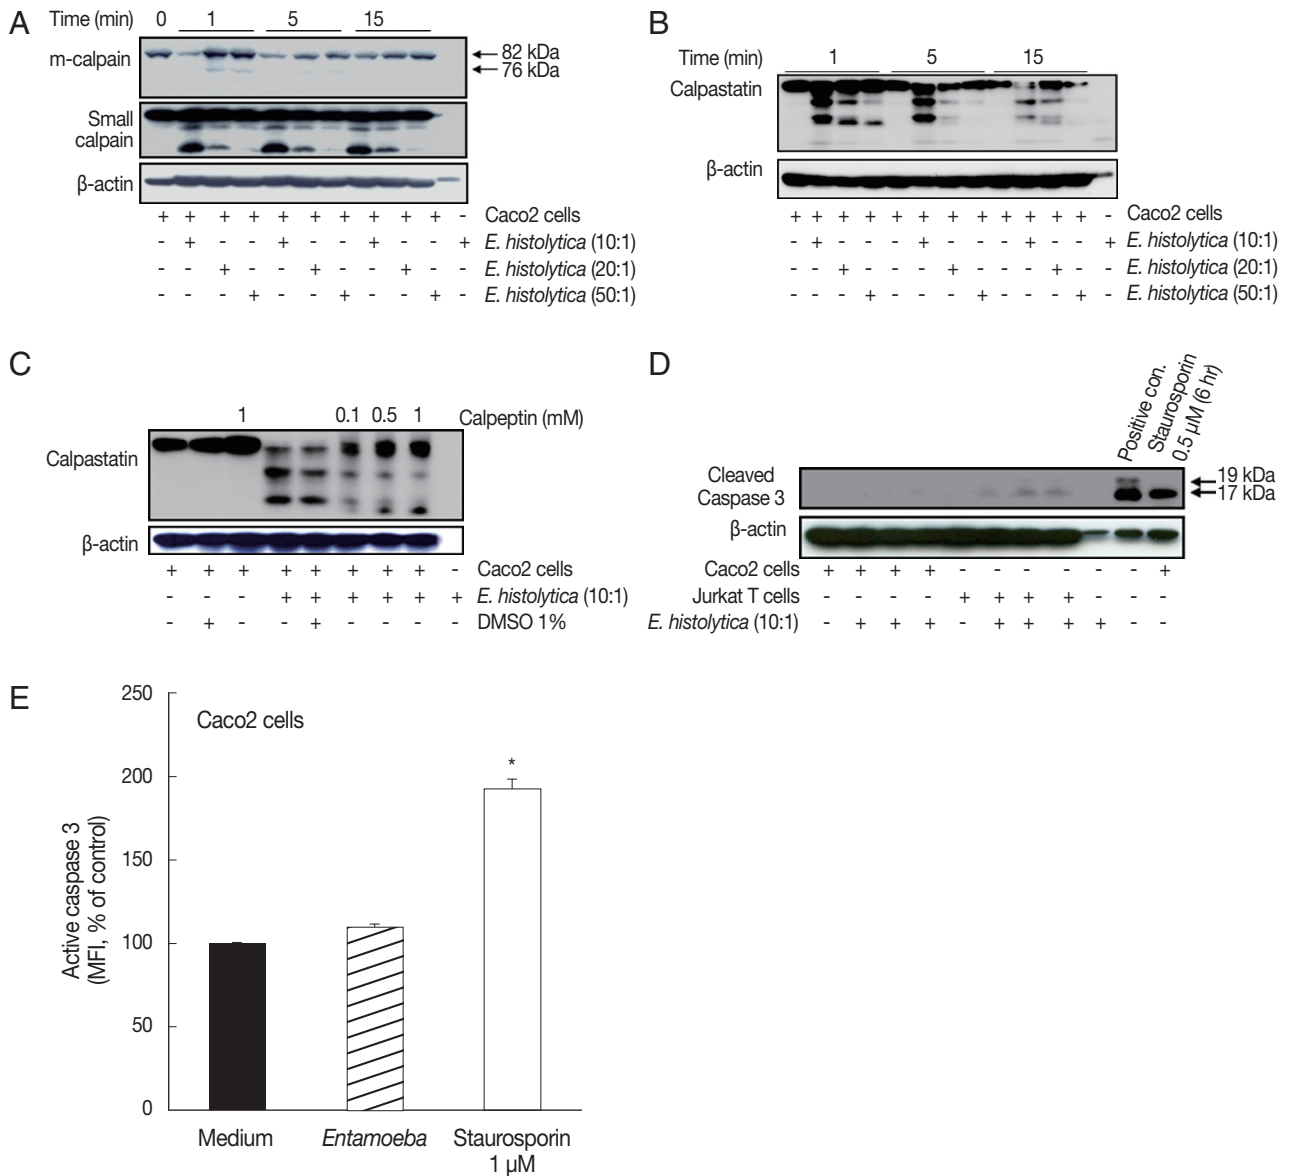 A
Time (min) 0 1 5 15
m-calpain
82 kDa
76 kDa
Small
calpain
β-actin
+ + + + + + + + + + - Caco2 cells
- + - - + - - + - - + E. histolytica (10:1)
- - + - - + - - + - - E. histolytica (20:1)
- - - + - - + - - + - E. histolytica (50:1)
B
Time (min) 1 5 15
Calpastatin
β-actin
+ + + + + + + + + + + - Caco2 cells
- + - - - + - - - + - - + E. histolytica (10:1)
- - + - - - + - - - + - - E. histolytica (20:1)
- - - + - - - + - - - + - E. histolytica (50:1)
C
1 0.1 0.5 1 Calpeptin (mM)
Calpastatin
β-actin
+ + + + + + + + - Caco2 cells
- - - + + + + + + E. histolytica (10:1)
- + - - + - - - - DMSO 1%
D
Positive con.
Staurosporin
0.5 µM (6 hr)
Cleaved
Caspase 3
19 kDa
17 kDa
β-actin
Caco2 cells + + + + - - - - - - +
Jurkat T cells - - - - + + + + - - -
E. histolytica (10:1) - + + + - + + + + - -
E
250
200
150
100
50
0
Active caspase 3
(MFI, % of control)
Caco2 cells
*
Medium Entamoeba Staurosporin
1 µM